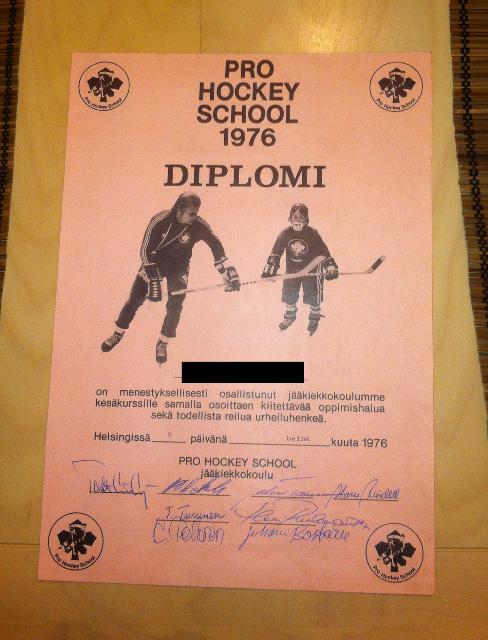 PRO
HOCKEY
SCHOOL
1976
Pro Hockey School
Pro Hockey School
DIPLOMI
on menestyksellisesti osallistunut jääkiekkokoulumme
kesäkurssille samalla osoittaen kiitettävää oppimishalua
sekä todellista reilua urheiluhenkeä.
Helsingissä 9 päivänä heinä kuuta 1976
PRO HOCKEY SCHOOL
jääkiekkokoulu
Pro Hockey School
Pro Hockey School